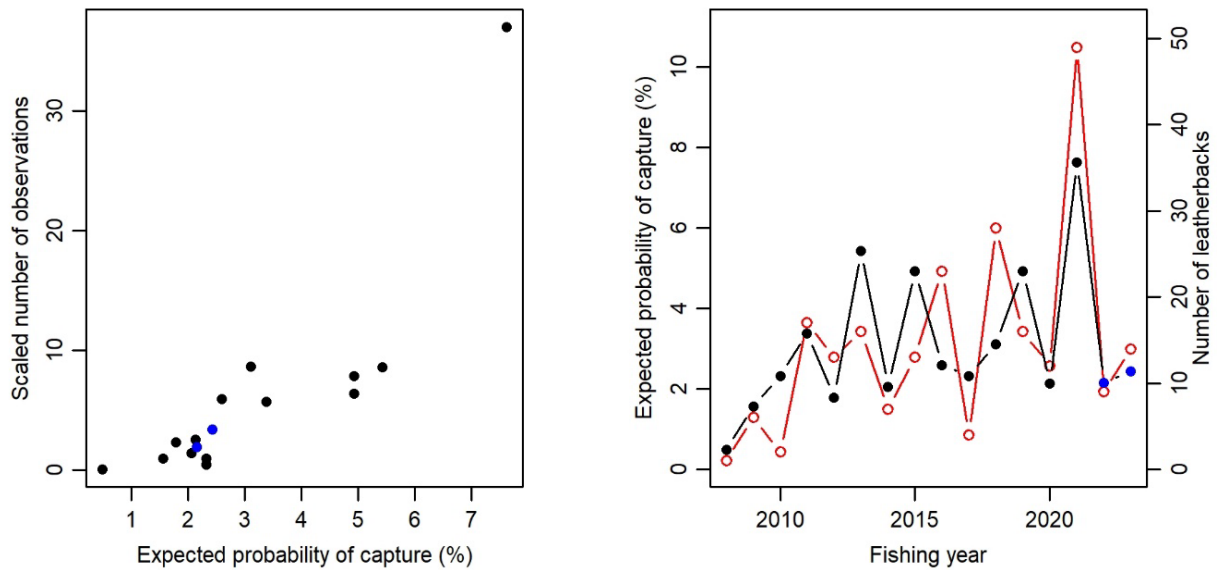 Scaled number of observations
30
20
10
0
1 2 3 4 5 6 7
Expected probability of capture (%)
Expected probability of capture (%)
10
8
6
4
2
0
2010 2015 2020
Fishing year
50
40
30
20
10
0
Number of leatherbacks